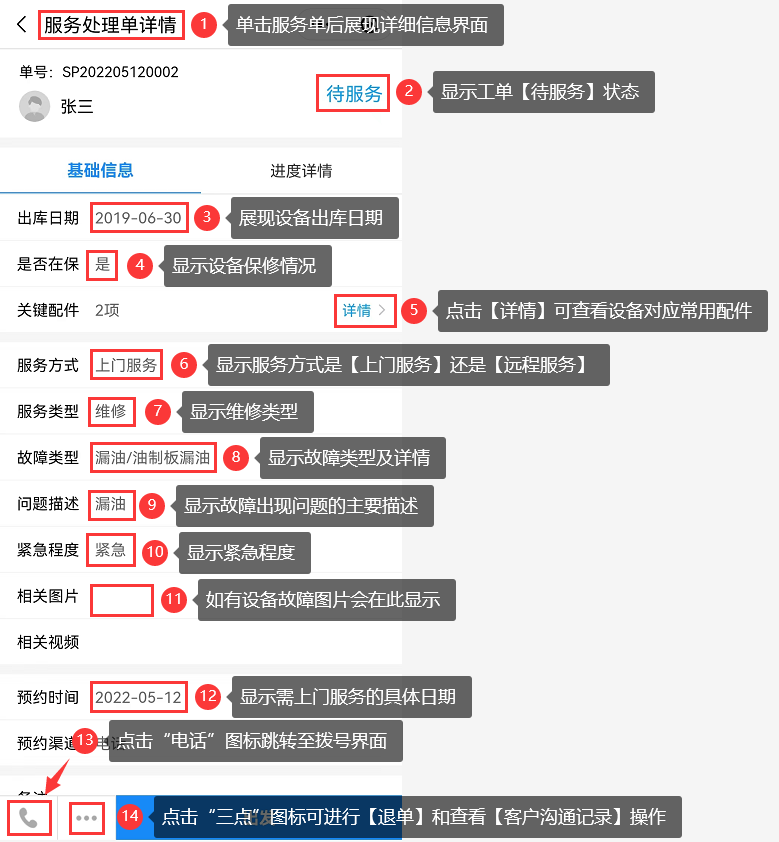 服务处理单详情 1 单击服务单后展现详细信息界面
单号：SP202205120002
张三 待服务 2 显示工单【待服务】状态
基础信息 进度详情
出库日期 2019-06-30 3 展现设备出库日期
是否在保 是 4 显示设备保修情况
关键配件 2项 详情 5 点击【详情】可查看设备对应常用配件
服务方式 上门服务 6 显示服务方式是【上门服务】还是【远程服务】
服务类型 维修 7 显示维修类型
故障类型 漏油/油制板漏油 8 显示故障类型及详情
问题描述 漏油 9 显示故障出现问题的主要描述
紧急程度 紧急 10 显示紧急程度
相关图片 11 如有设备故障图片会在此显示
相关视频
预约时间 2022-05-12 12 显示需上门服务的具体日期
预约渠道 13 点击“电话”图标跳转至拨号界面
14 点击“三点”图标可进行【退单】和查看【客户沟通记录】操作